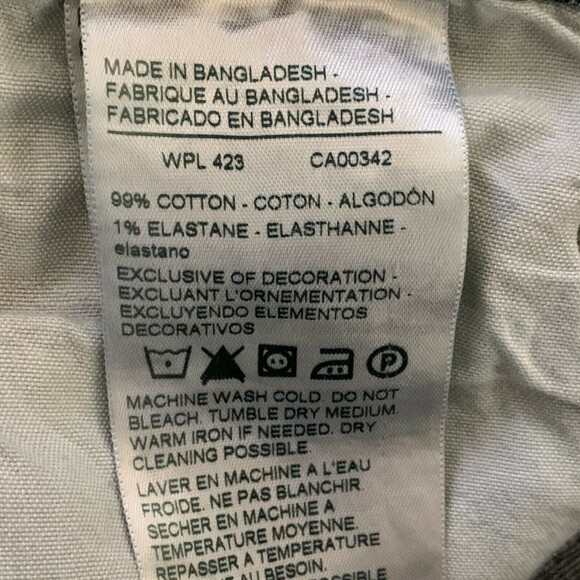 MADE IN BANGLADESH -
FABRIQUE AU BANGLADESH -
FABRICADO EN BANGLADESH
WPL 423 CA00342
99% COTTON - COTON - ALGODÓN
1% ELASTANE - ELASTHANNE -
elastano
EXCLUSIVE OF DECORATION -
EXCLUANT L'ORNEMENTATION -
EXCLUYENDO ELEMENTOS
DECORATIVOS
P
MACHINE WASH COLD. DO NOT
BLEACH. TUMBLE DRY MEDIUM
WARM IRON IF NEEDED. DRY
CLEANING POSSIBLE.
LAVER EN MACHINE A L'EAU
FROIDE. NE PAS BLANCHIR.
SECHER EN MACHINE A
TEMPERATURE MOYENNE.
REPASSER A TEMPERATURE
AU BESOIN.
POSSIBLE